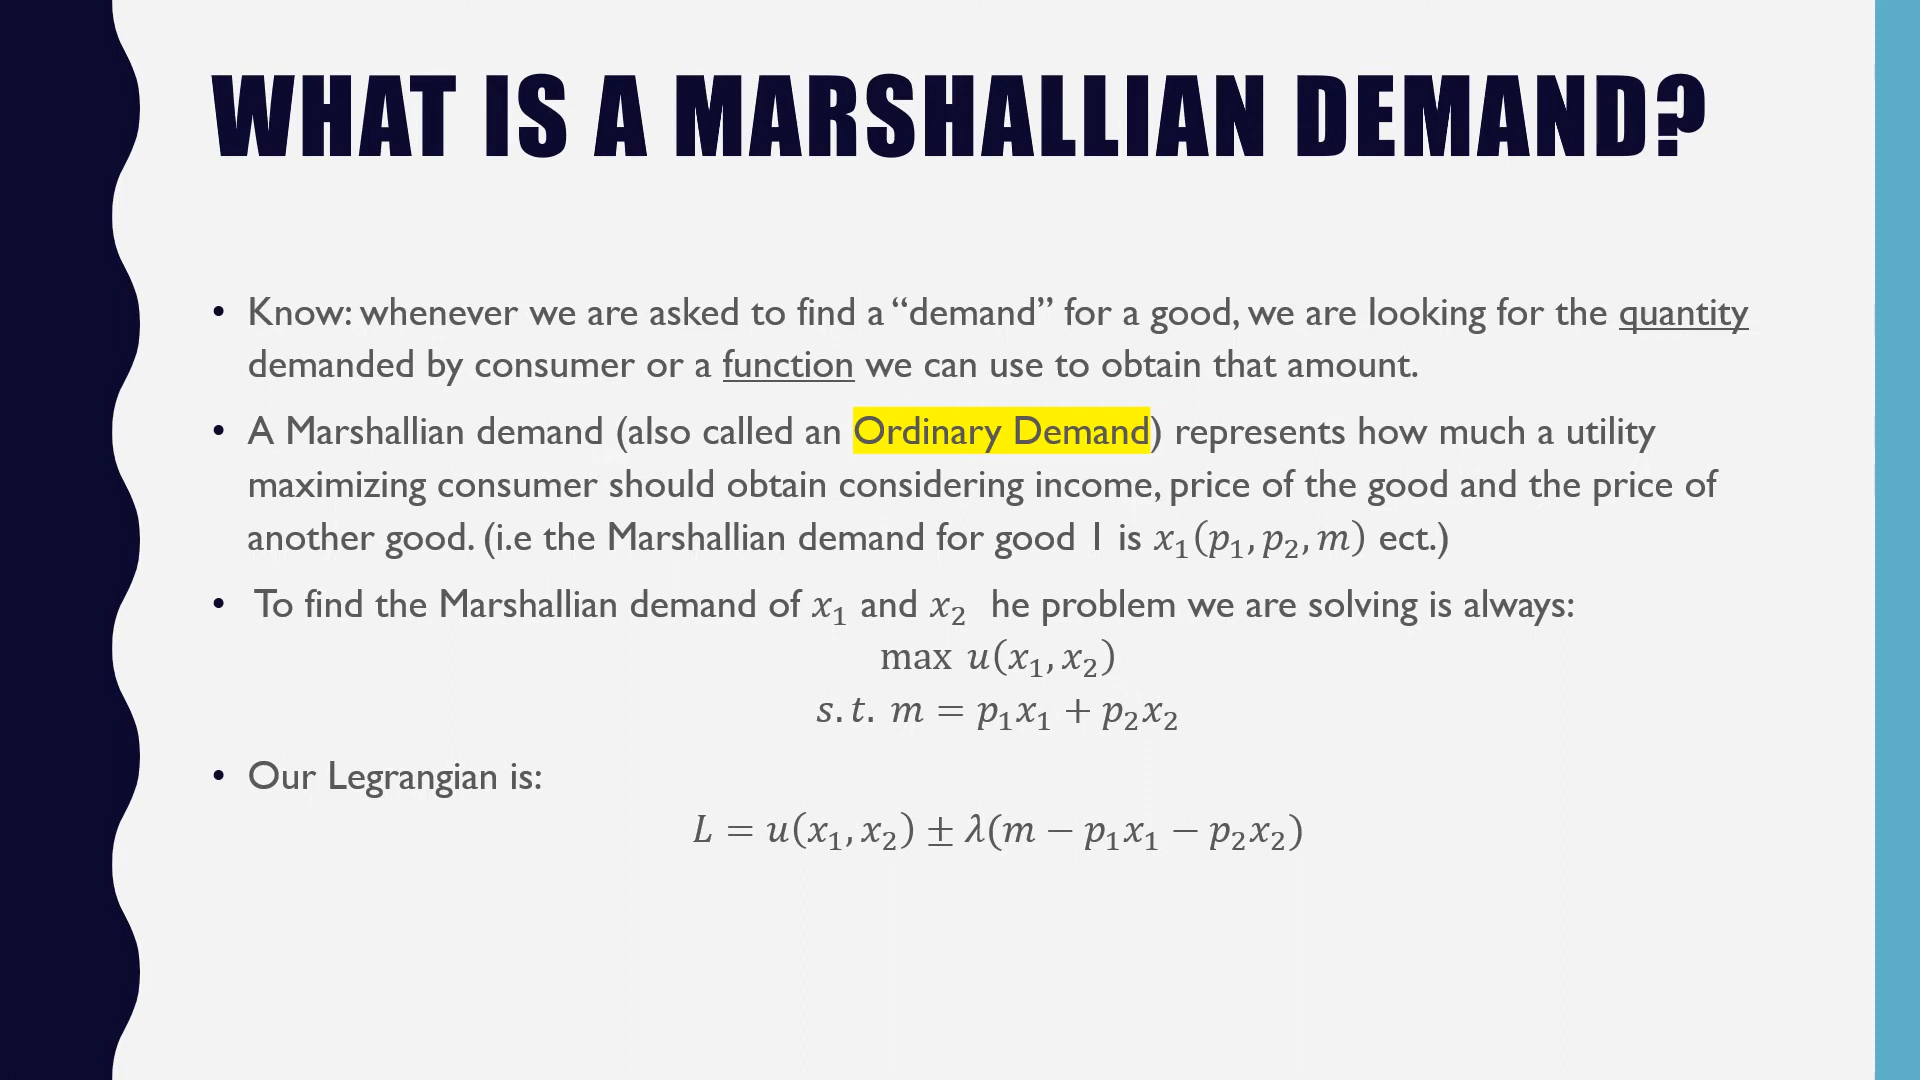 WHAT IS A MARSHALLIAN DEMAND?
• Know: whenever we are asked to find a “demand” for a good, we are looking for the quantity
demanded by consumer or a function we can use to obtain that amount.
• A Marshallian demand (also called an Ordinary Demand) represents how much a utility
maximizing consumer should obtain considering income, price of the good and the price of
another good. (i.e the Marshallian demand for good 1 is x₁(p₁, p₂, m) ect.)
• To find the Marshallian demand of x₁ and x₂ he problem we are solving is always:
max u(x₁, x₂)
s.t. m = p₁x₁ + p₂x₂
• Our Legrangian is:
L = u(x₁, x₂) ± λ(m − p₁x₁ − p₂x₂)